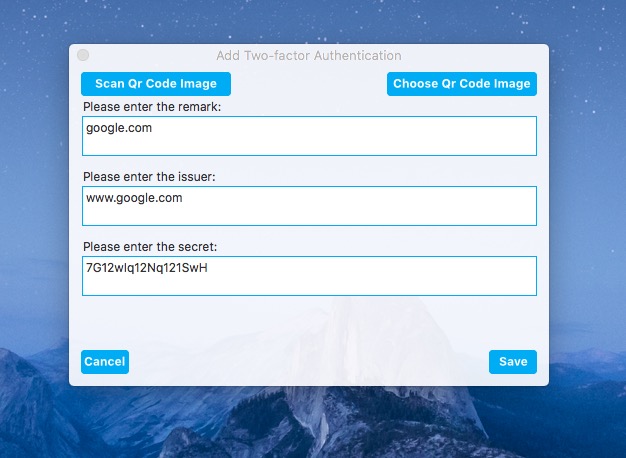 Add Two-factor Authentication
Scan Qr Code Image
Choose Qr Code Image
Please enter the remark:
google.com
Please enter the issuer:
www.google.com
Please enter the secret:
7G12wlq12Nq121SwH
Cancel
Save